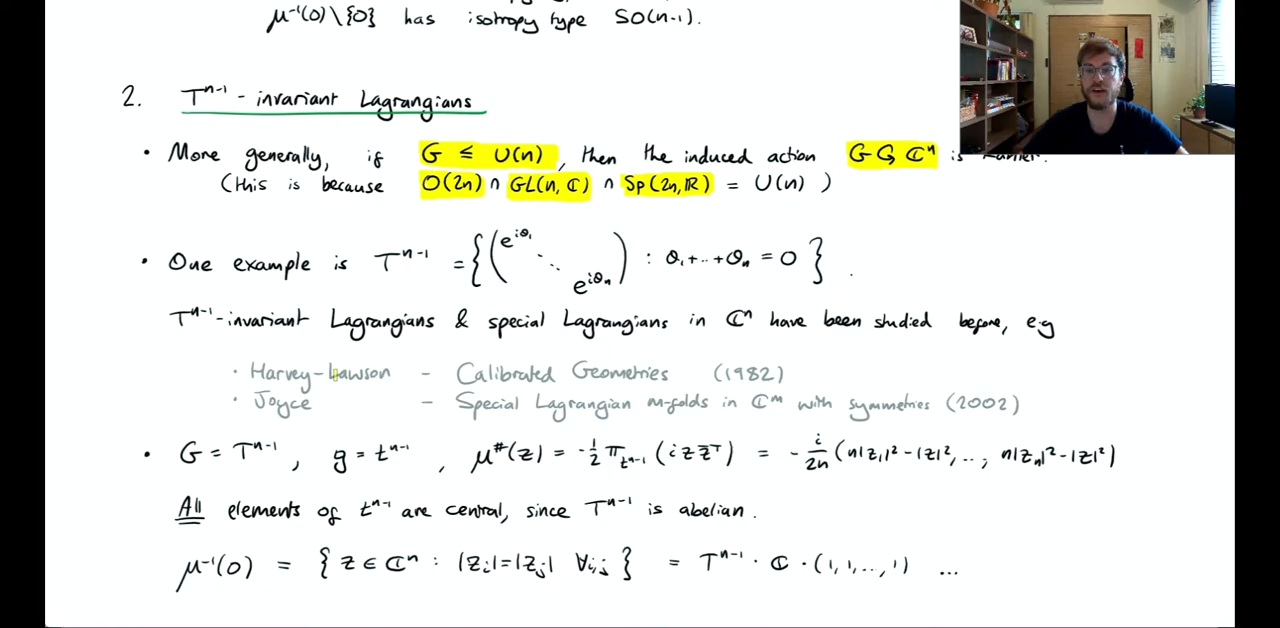 μ⁻¹(0)\{0} has isotropy type SO(n-1).
2. Tⁿ⁻¹-invariant Lagrangians
• More generally, if G ≤ U(n), then the induced action G ↻ ℂⁿ is
(this is because O(2n) ∩ GL(n, ℂ) ∩ Sp(2n, ℝ) = U(n) )
• One example is Tⁿ⁻¹ = { ( e^{iθ₁} ⋱ e^{iθₙ} ) : θ₁+..+θₙ = 0 } .
Tⁿ⁻¹-invariant Lagrangians & special Lagrangians in ℂⁿ have been studied before, e.g
• Harvey-Lawson - Calibrated Geometries (1982)
• Joyce - Special Lagrangian m-folds in ℂᵐ with symmetries (2002)
• G = Tⁿ⁻¹, g = tⁿ⁻¹, μ^#(z) = -½ π_{tⁿ⁻¹} (i z z̄ᵀ) = - i/2n (n|z₁|² - |z|², .. , n|zₙ|² - |z|²)
All elements of tⁿ⁻¹ are central, since Tⁿ⁻¹ is abelian.
μ⁻¹(0) = { z ∈ ℂⁿ : |zᵢ|=|zⱼ| ∀i,j } = Tⁿ⁻¹ · ℂ · (1,1,..,1) ...